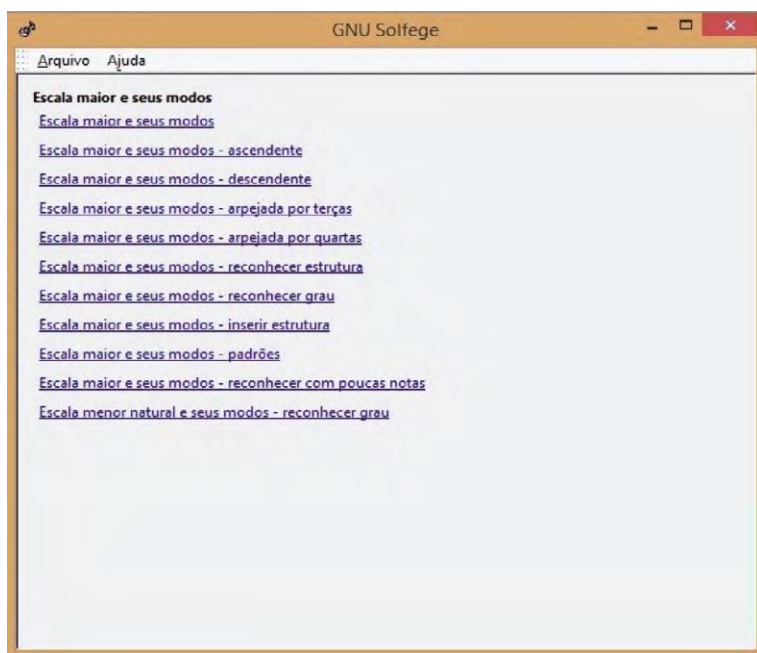 GNU Solfege
Arquivo Ajuda
Escala maior e seus modos
Escala maior e seus modos
Escala maior e seus modos - ascendente
Escala maior e seus modos - descendente
Escala maior e seus modos - arpejada por terças
Escala maior e seus modos - arpejada por quartas
Escala maior e seus modos - reconhecer estrutura
Escala maior e seus modos - reconhecer grau
Escala maior e seus modos - inserir estrutura
Escala maior e seus modos - padrões
Escala maior e seus modos - reconhecer com poucas notas
Escala menor natural e seus modos - reconhecer grau